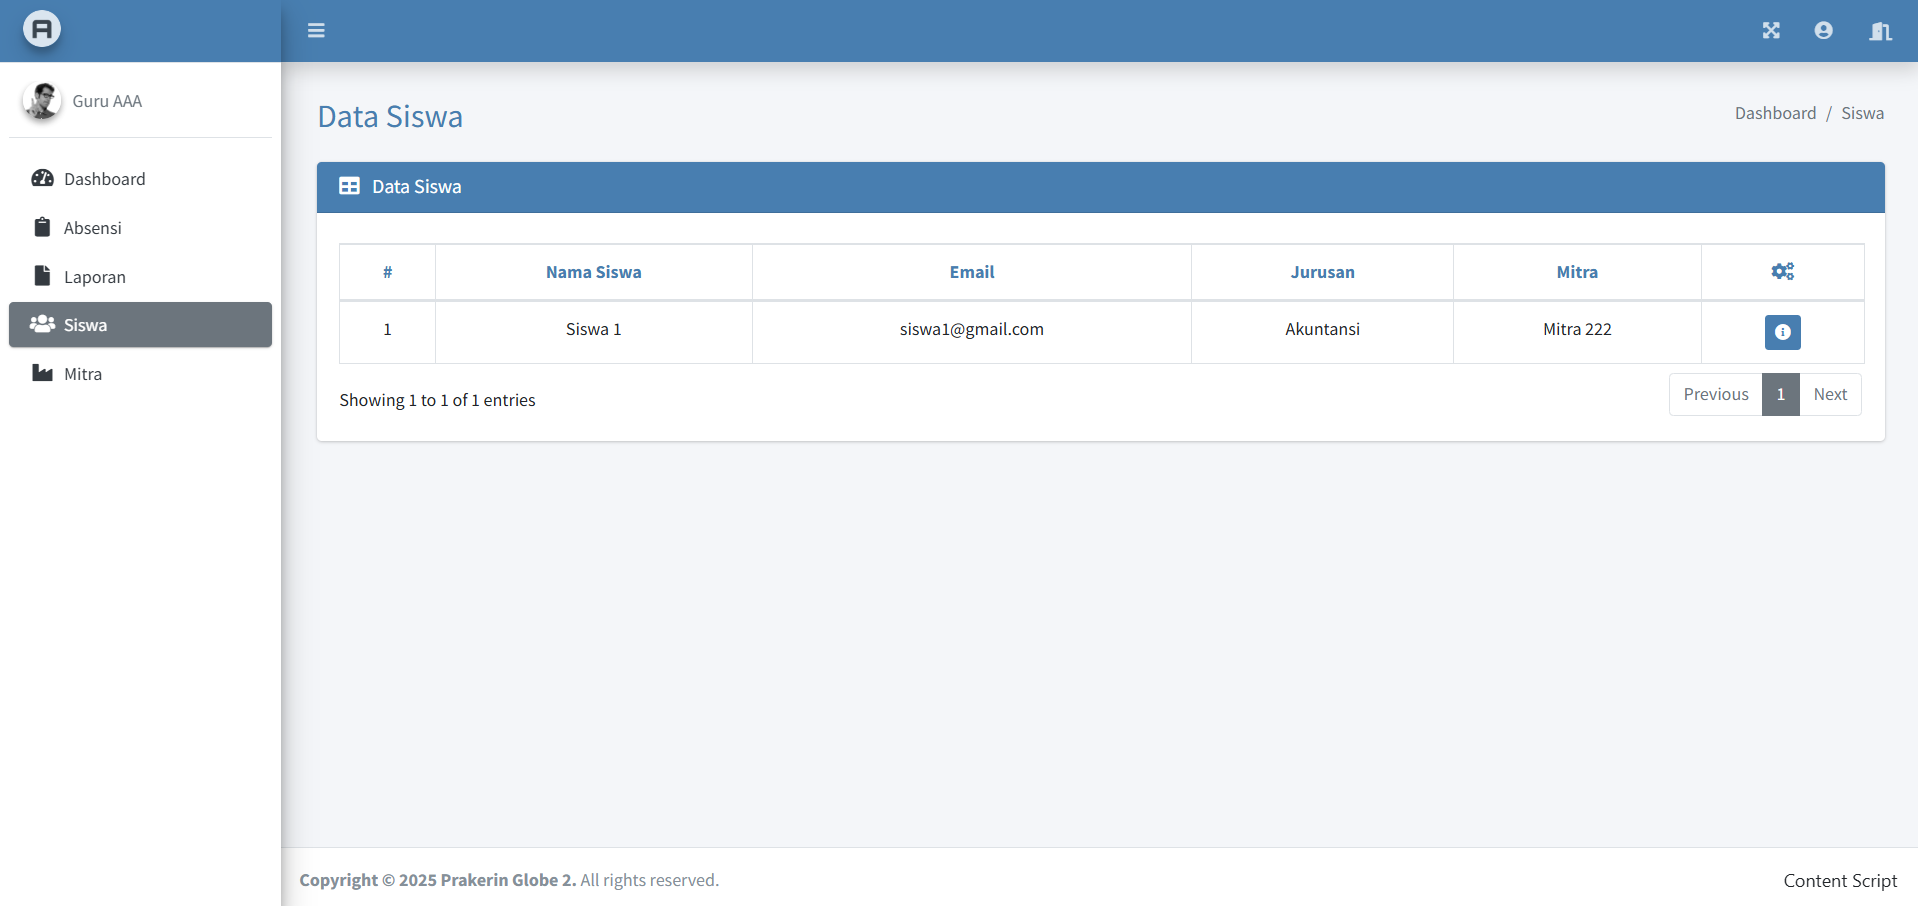 A
Guru AAA
Dashboard
Absensi
Laporan
Siswa
Mitra
Data Siswa
Dashboard / Siswa
Data Siswa
# Nama Siswa Email Jurusan Mitra
1 Siswa 1 siswa1@gmail.com Akuntansi Mitra 222
Showing 1 to 1 of 1 entries
Previous 1 Next
Copyright © 2025 Prakerin Globe 2. All rights reserved.
Content Script